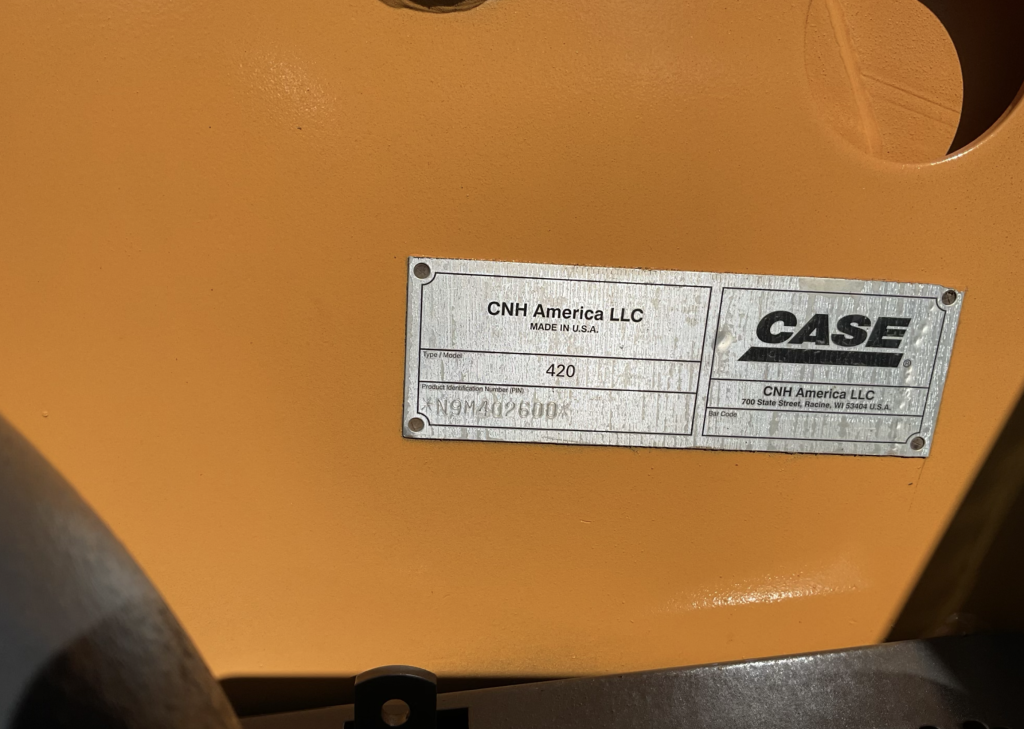 CNH America LLC
MADE IN U.S.A.
Type / Model
420
Product Identification Number (PIN)
*N9M402600*
CASE
CNH America LLC
700 State Street, Racine, WI 53404 U.S.A.
Bar Code